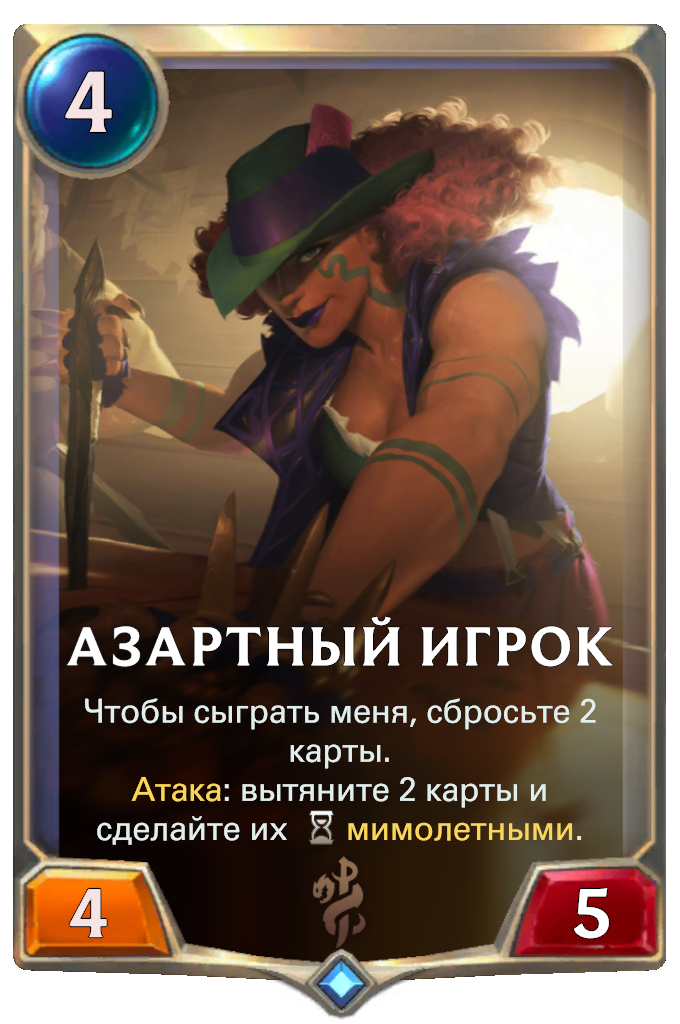 4
АЗАРТНЫЙ ИГРОК
Чтобы сыграть меня, сбросьте 2
карты.
Атака: вытяните 2 карты и
сделайте их мимолетными.
4
5